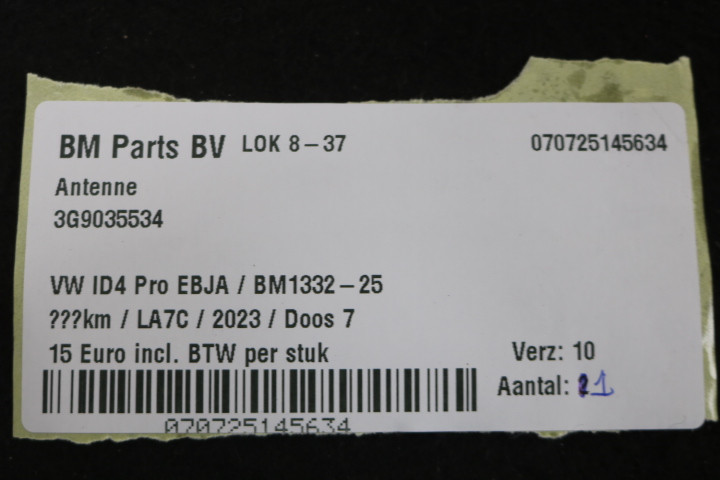 BM Parts BV LOK 8-37 070725145634
Antenne
3G9035534
VW ID4 Pro EBJA / BM1332-25
???km / LA7C / 2023 / Doos 7
15 Euro incl. BTW per stuk Verz: 10
Aantal: 1
070725145634